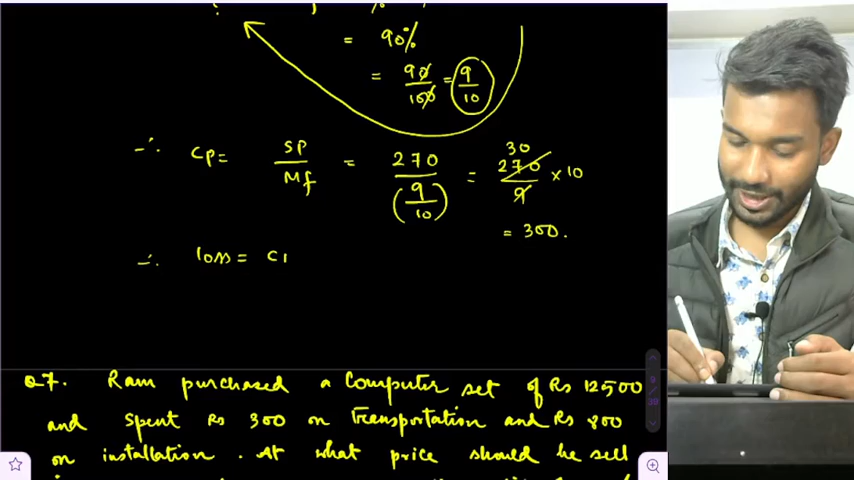 = 90%
= 90/100 = 9/10
∴ CP = SP/Mf = 270/(9/10) = 270/9 × 10
30
= 300.
∴ loss = C
Q7. Ram purchased a Computer set of Rs 12500
and spent Rs 300 on Transportation and Rs 800
on installation. At what price should he sell